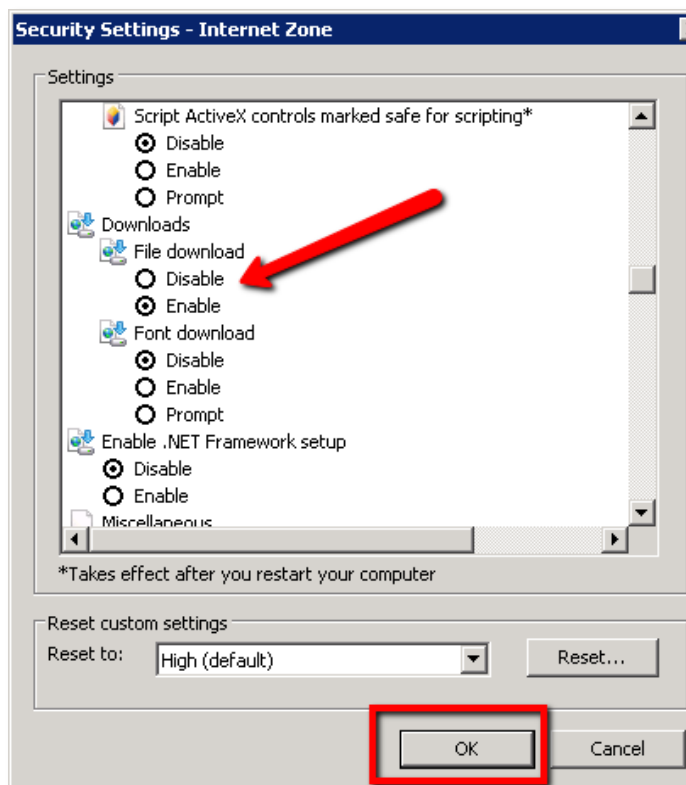 Security Settings - Internet Zone
Settings
Script ActiveX controls marked safe for scripting*
Disable
Enable
Prompt
Downloads
File download
Disable
Enable
Font download
Disable
Enable
Prompt
Enable .NET Framework setup
Disable
Enable
Miscellaneous
*Takes effect after you restart your computer
Reset custom settings
Reset to: High (default) Reset...
OK Cancel